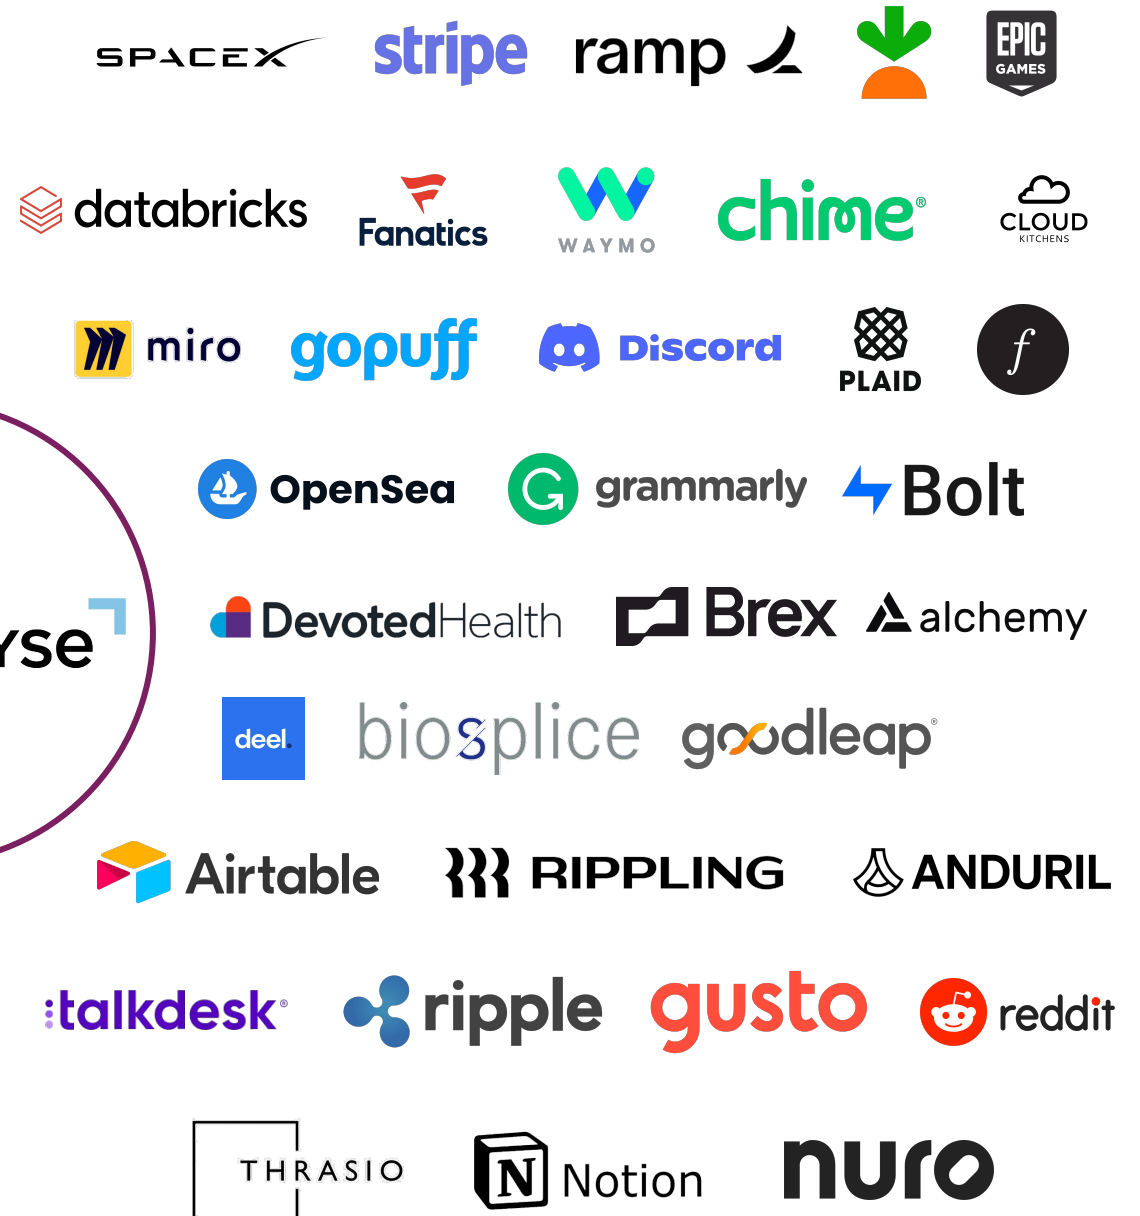 SPACEX
stripe
ramp
EPIC
GAMES
databricks
Fanatics
WAYMO
chime®
CLOUD
KITCHENS
miro
gopuff
Discord
PLAID
f
OpenSea
G grammarly
Bolt
yse
DevotedHealth
Brex
alchemy
deel.
biosplice
goodleap®
Airtable
RIPPLING
ANDURIL
:talkdesk®
ripple
gusto
reddit
THRASIO
N Notion
nuro